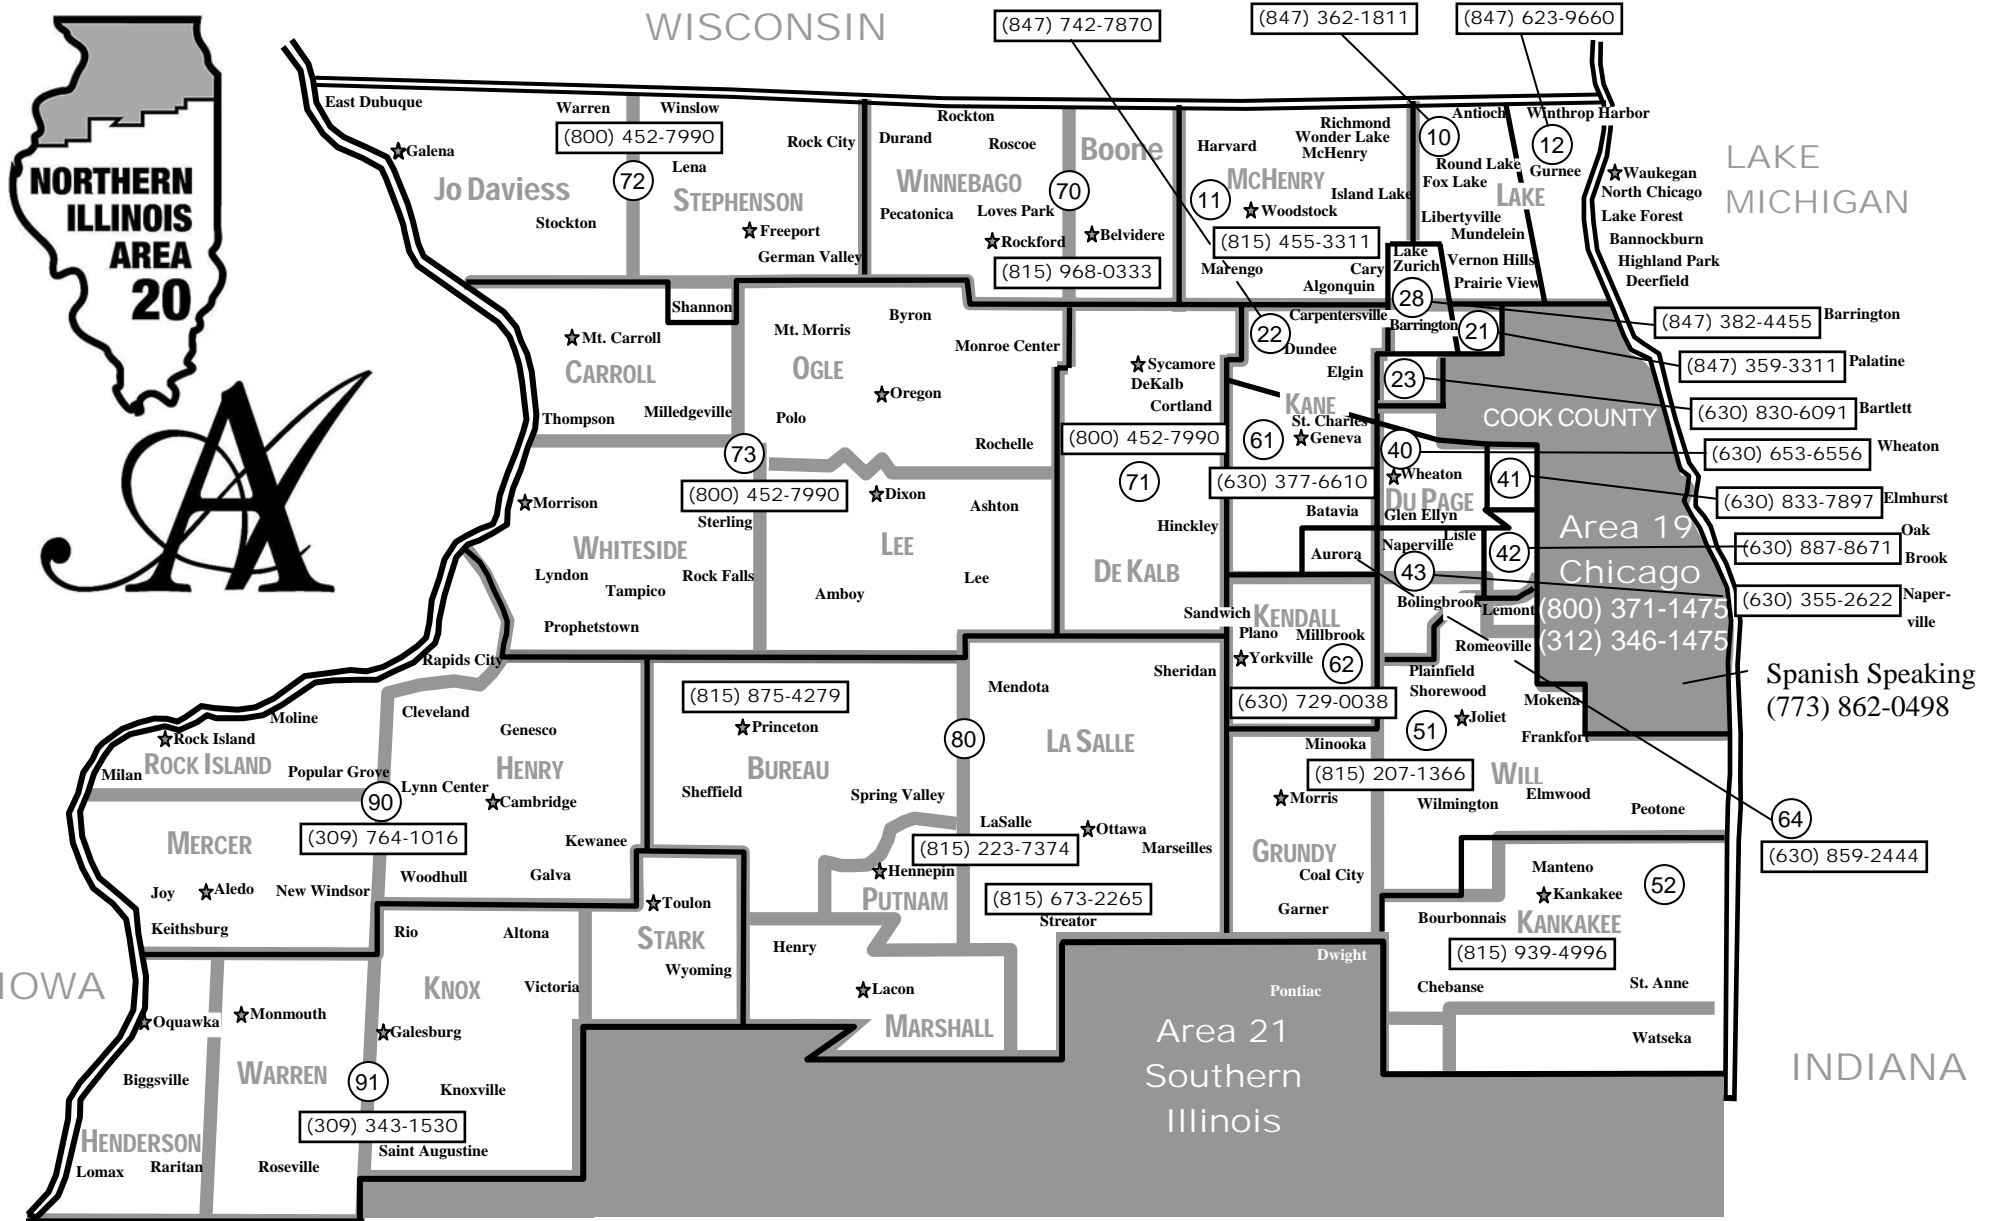 WISCONSIN
(847) 742-7870
(847) 362-1811
(847) 623-9660
NORTHERN
ILLINOIS
AREA
20
AA
LAKE
MICHIGAN
IOWA
INDIANA
East Dubuque
Warren
Winslow
(800) 452-7990
Galena
Jo Daviess
72
Lena
Rock City
STEPHENSON
Stockton
Freeport
German Valley
Rockton
Durand
Roscoe
WINNEBAGO
70
Boone
Pecatonica
Loves Park
Rockford
Belvidere
(815) 968-0333
Richmond
Wonder Lake
Harvard
McHenry
11
MCHENRY
Island Lake
Woodstock
(815) 455-3311
Marengo
Cary
Algonquin
Antioch
Winthrop Harbor
10
12
Round Lake
Gurnee
Fox Lake
LAKE
Waukegan
North Chicago
Libertyville
Lake Forest
Mundelein
Bannockburn
Lake
Zurich
Vernon Hills
Highland Park
Prairie View
Deerfield
28
(847) 382-4455 Barrington
Barrington
21
(847) 359-3311 Palatine
23
(630) 830-6091 Bartlett
COOK COUNTY
(630) 653-6556 Wheaton
40
Wheaton
41
(630) 833-7897 Elmhurst
DU PAGE
Glen Ellyn
Lisle
Naperville
42
(630) 887-8671 Oak
Brook
43
(630) 355-2622 Naper-
ville
Area 19
Chicago
(800) 371-1475
(312) 346-1475
Spanish Speaking
(773) 862-0498
Shannon
Mt. Carroll
CARROLL
Thompson
Milledgeville
Mt. Morris
Byron
Monroe Center
OGLE
Oregon
Polo
Rochelle
73
(800) 452-7990
Morrison
Sterling
WHITESIDE
Lyndon
Tampico
Rock Falls
Prophetstown
Dixon
Ashton
LEE
Lee
Amboy
Sycamore
DeKalb
Cortland
(800) 452-7990
71
Hinckley
DE KALB
Sandwich
22
Carpentersville
Dundee
Elgin
KANE
St. Charles
61
Geneva
(630) 377-6610
Batavia
Aurora
KENDALL
Plano
Millbrook
Yorkville
62
(630) 729-0038
Bolingbrook
Lemont
Romeoville
Plainfield
Shorewood
Mokena
51
Joliet
Frankfort
Minooka
(815) 207-1366
WILL
Morris
Wilmington
Elmwood
Peotone
64
(630) 859-2444
GRUNDY
Coal City
Garner
Manteno
52
Kankakee
Bourbonnais
KANKAKEE
(815) 939-4996
Chebanse
St. Anne
Watseka
Rapids City
Moline
Cleveland
Genesco
Rock Island
ROCK ISLAND
Milan
Popular Grove
HENRY
90
Lynn Center
Cambridge
(309) 764-1016
Kewanee
MERCER
Joy
Aledo
New Windsor
Woodhull
Galva
Keithsburg
(815) 875-4279
Princeton
BUREAU
Sheffield
Spring Valley
80
Mendota
Sheridan
LA SALLE
LaSalle
Ottawa
Marseilles
(815) 223-7374
Hennepin
PUTNAM
(815) 673-2265
Streator
Toulon
STARK
Wyoming
Henry
Lacon
MARSHALL
Rio
Altona
KNOX
Victoria
Galesburg
91
Knoxville
(309) 343-1530
Saint Augustine
Oquawka
Monmouth
WARREN
Biggsville
HENDERSON
Lomax
Raritan
Roseville
Dwight
Pontiac
Area 21
Southern
Illinois